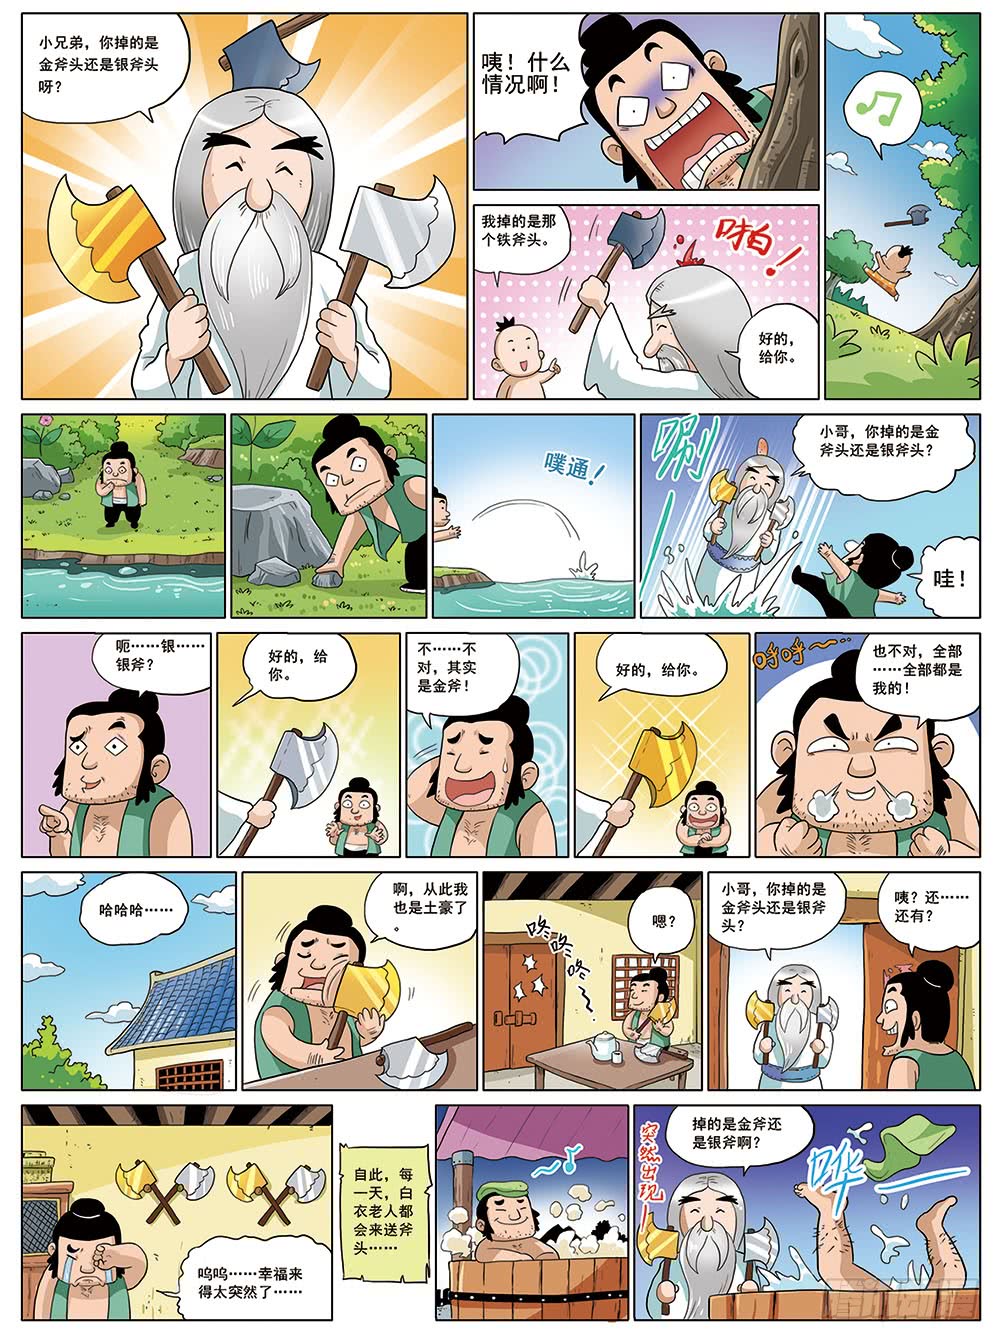 小兄弟，你掉的是
金斧头还是银斧头
呀？
咦！什么
情况啊！
我掉的是那
个铁斧头。
啪！
好的，
给你。
噗通！
唰！
小哥，你掉的是金
斧头还是银斧头？
哇！
呃……银……
银斧？
好的，给
你。
不……不
对，其实
是金斧！
好的，给你。
呼呼～…
也不对，全部
……全部都是
我的！
哈哈哈……
啊，从此我
也是土豪了
。
咚咚咚～
嗯？
小哥，你掉的是
金斧头还是银斧
头？
咦？还……
还有？
呜呜……幸福来
得太突然了……
自此，每
一天，白
衣老人都
会来送斧
头……
突然出现！
掉的是金斧还
是银斧啊？
哗—